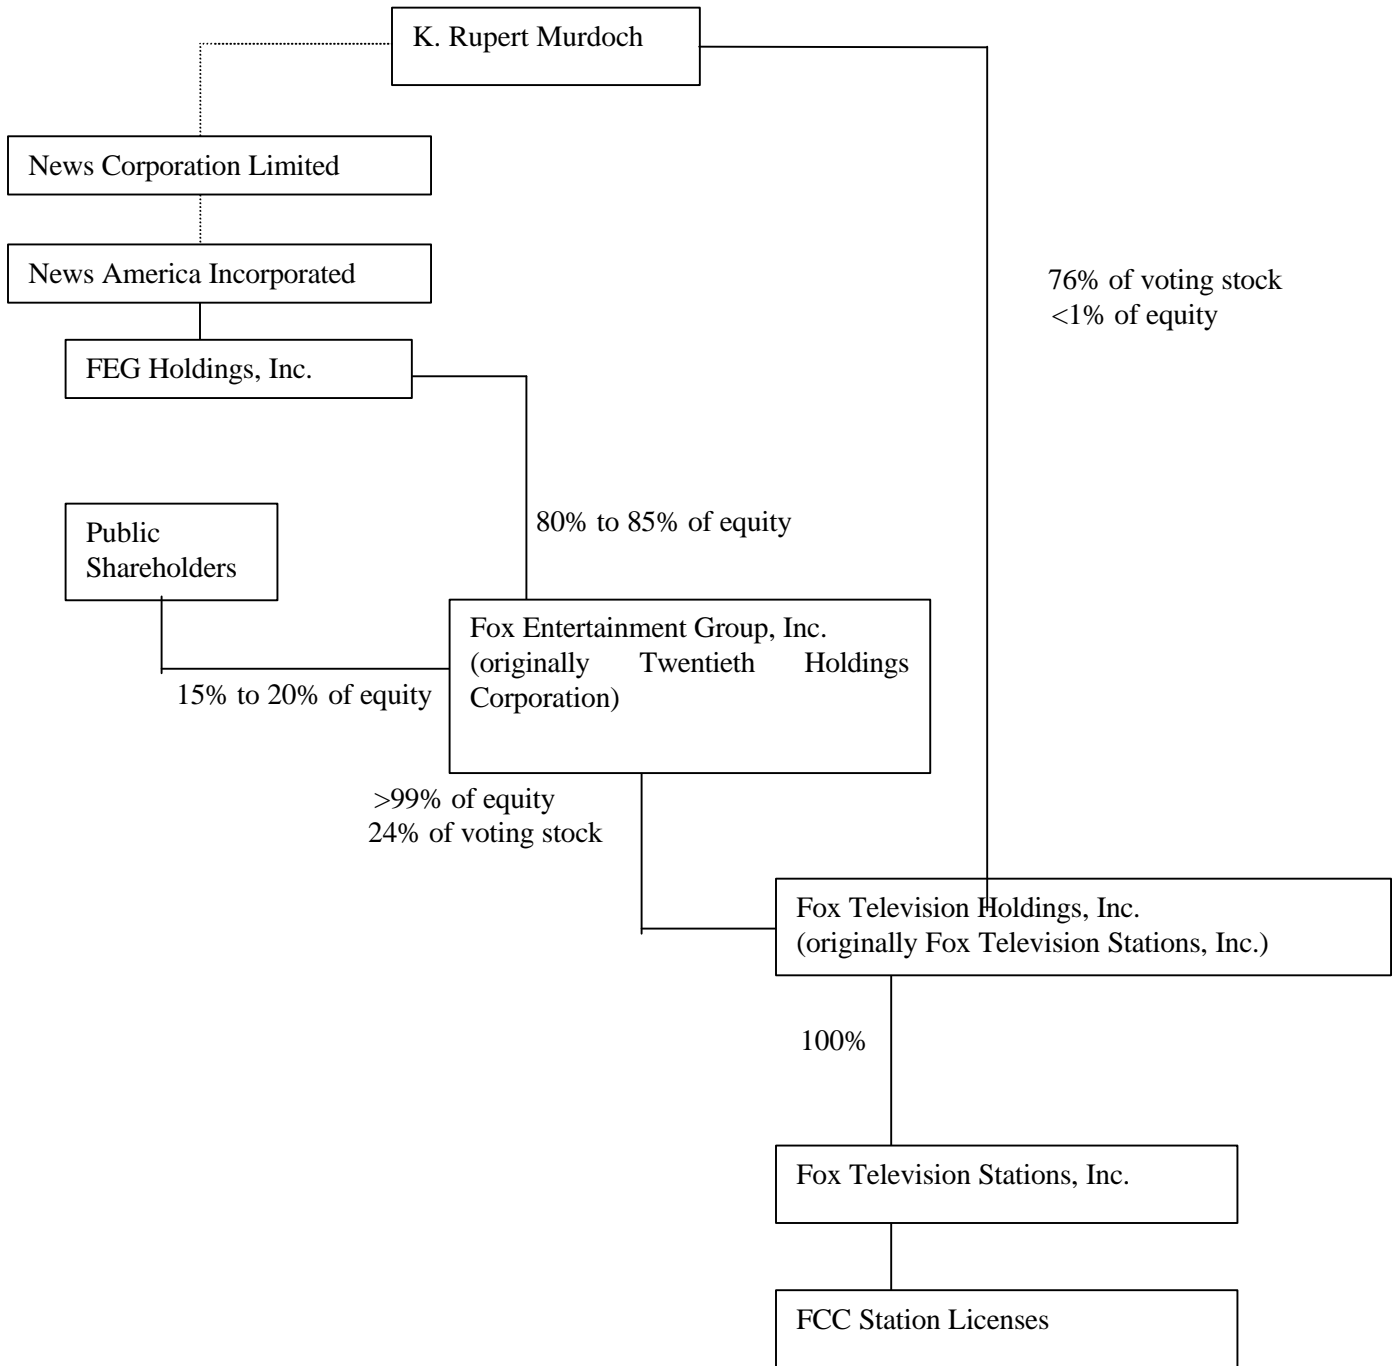 K. Rupert Murdoch
News Corporation Limited
News America Incorporated
76% of voting stock
<1% of equity
FEG Holdings, Inc.
Public
Shareholders
80% to 85% of equity
Fox Entertainment Group, Inc.
(originally Twentieth Holdings
Corporation)
15% to 20% of equity
>99% of equity
24% of voting stock
Fox Television Holdings, Inc.
(originally Fox Television Stations, Inc.)
100%
Fox Television Stations, Inc.
FCC Station Licenses